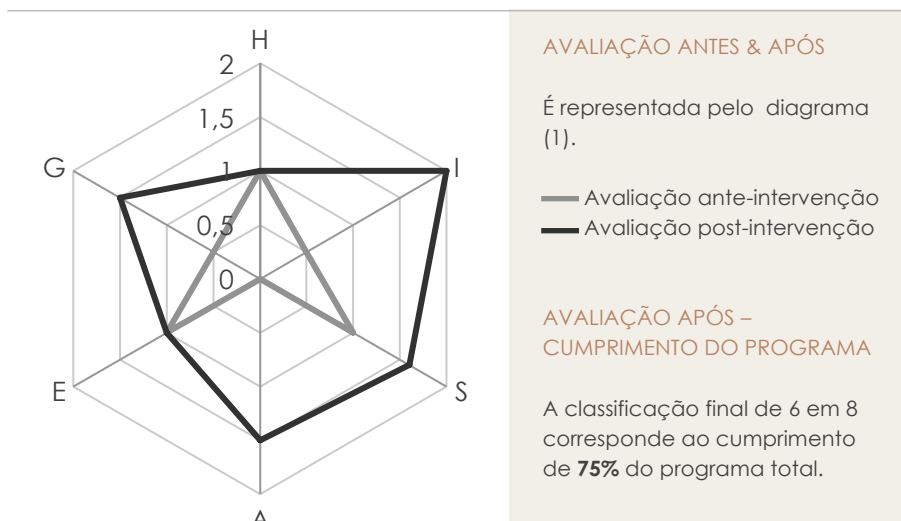 H
2
1,5
G
1
I
0,5
0
E
S
A
AVALIAÇÃO ANTES & APÓS
É representada pelo diagrama
(1).
Avaliação ante-intervenção
Avaliação post-intervenção
AVALIAÇÃO APÓS –
CUMPRIMENTO DO PROGRAMA
A classificação final de 6 em 8
corresponde ao cumprimento
de 75% do programa total.